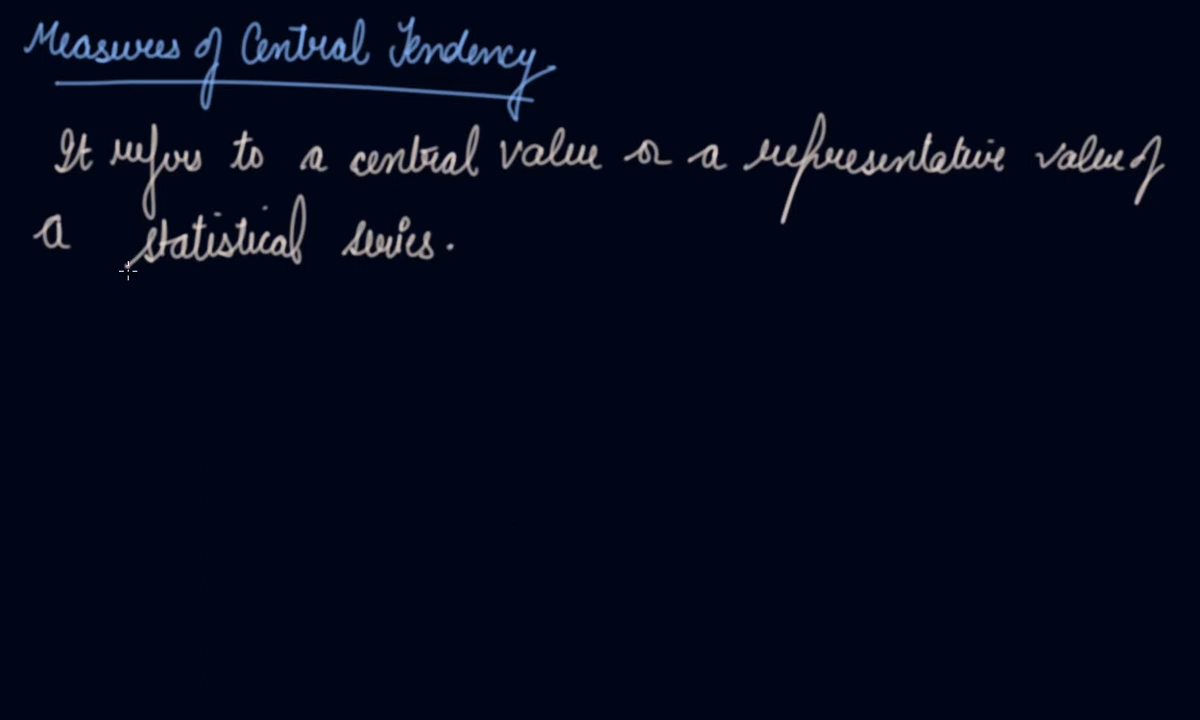 Measures of Central Tendency
It refers to a central value or a representative value of
a statistical series.